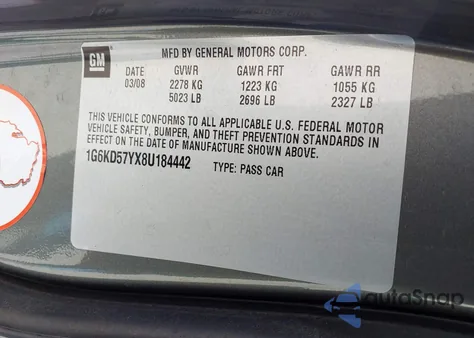 GM
MFD BY GENERAL MOTORS CORP.
DATE GVWR GAWR FRT GAWR RR
03/08 2278 KG 1223 KG 1055 KG
5023 LB 2696 LB 2327 LB
THIS VEHICLE CONFORMS TO ALL APPLICABLE U.S. FEDERAL MOTOR
VEHICLE SAFETY, BUMPER, AND THEFT PREVENTION STANDARDS IN
EFFECT ON THE DATE OF MANUFACTURE SHOWN ABOVE.
1G6KD57YX8U184442 TYPE: PASS CAR
autoSnap